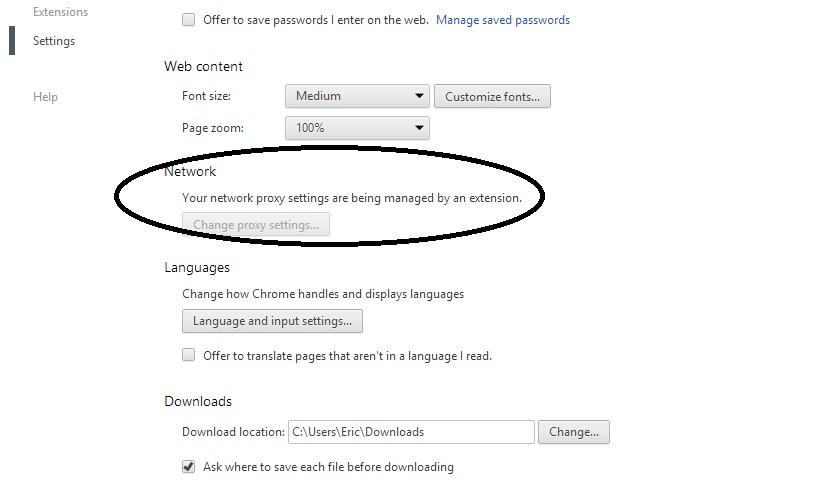 Extensions
Settings
Help
Offer to save passwords I enter on the web. Manage saved passwords
Web content
Font size: Medium Customize fonts...
Page zoom: 100%
Network
Your network proxy settings are being managed by an extension.
Change proxy settings...
Languages
Change how Chrome handles and displays languages
Language and input settings...
Offer to translate pages that aren't in a language I read.
Downloads
Download location: C:\Users\Eric\Downloads Change...
Ask where to save each file before downloading